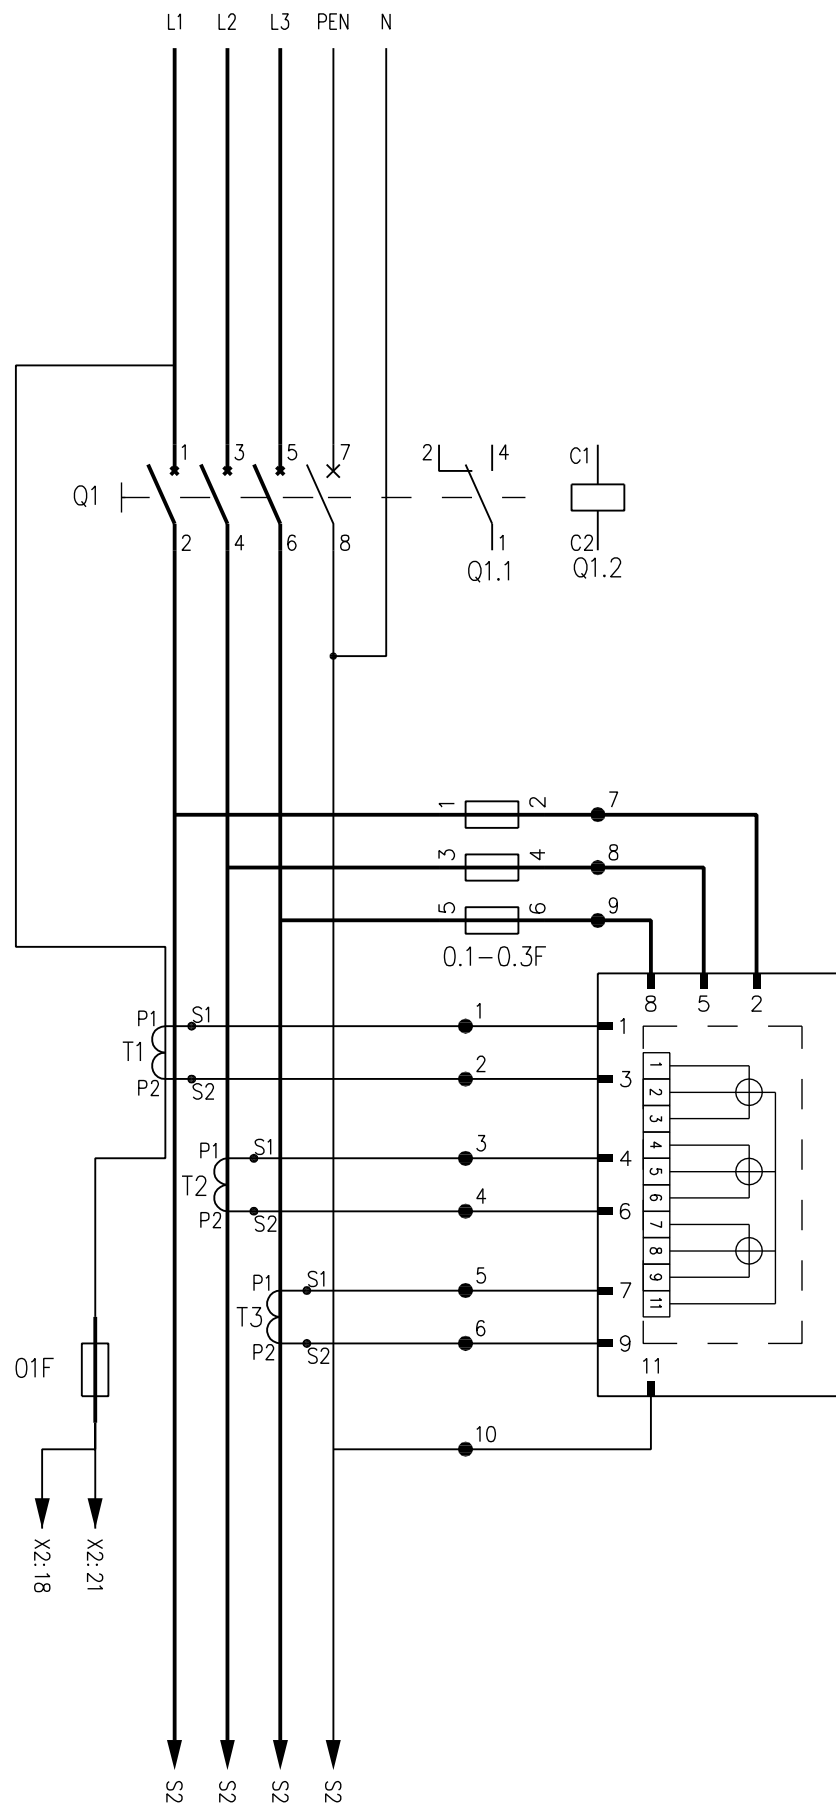 L1 L2 L3 PEN N
1 3 5 7 2 4 C1
Q1
2 4 6 8 1 C2
Q1.1 Q1.2
1 2 7
3 4 8
5 6 9
0.1-0.3F
8 5 2
P1 S1 1 1
T1
P2 S2 2 3
P1 S1 3 4
T2
P2 S2 4 6
P1 S1 5 7
T3
P2 S2 6 9
1
2
3
4
5
6
7
8
9
11
11
01F
10
X2:18 X2:21
S2 S2 S2 S2